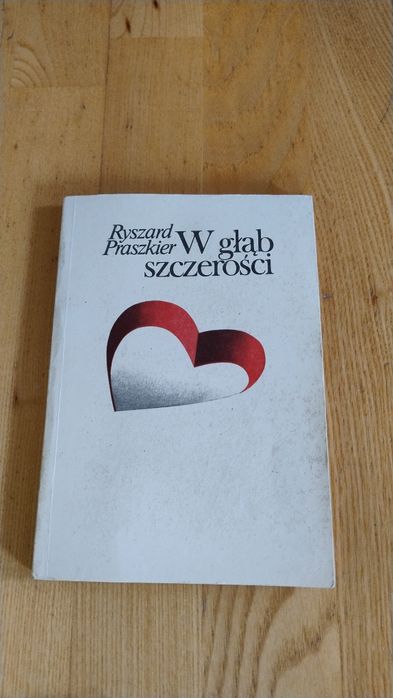 Ryszard
Praszkier
W głąb
szczerości